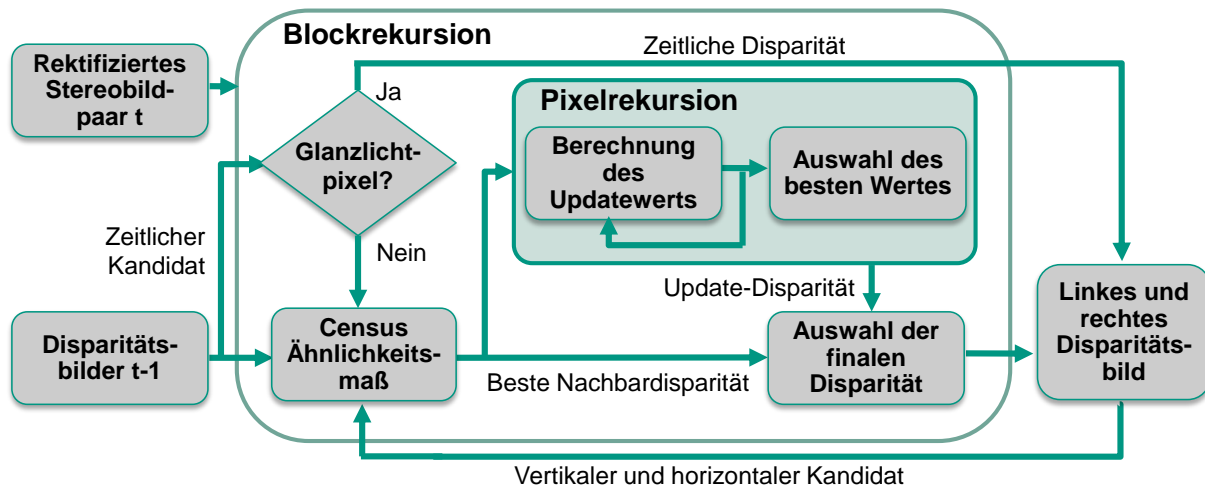 Blockrekursion
Zeitliche Disparität
Rektifiziertes
Stereobild-
paar t
Ja
Pixelrekursion
Glanzlicht-
pixel?
Berechnung
des
Updatewerts
Auswahl des
besten Wertes
Zeitlicher
Kandidat
Nein
Update-Disparität
Disparitäts-
bilder t-1
Census
Ähnlichkeits-
maß
Beste Nachbardisparität
Auswahl der
finalen
Disparität
Linkes und
rechtes
Disparitäts-
bild
Vertikaler und horizontaler Kandidat